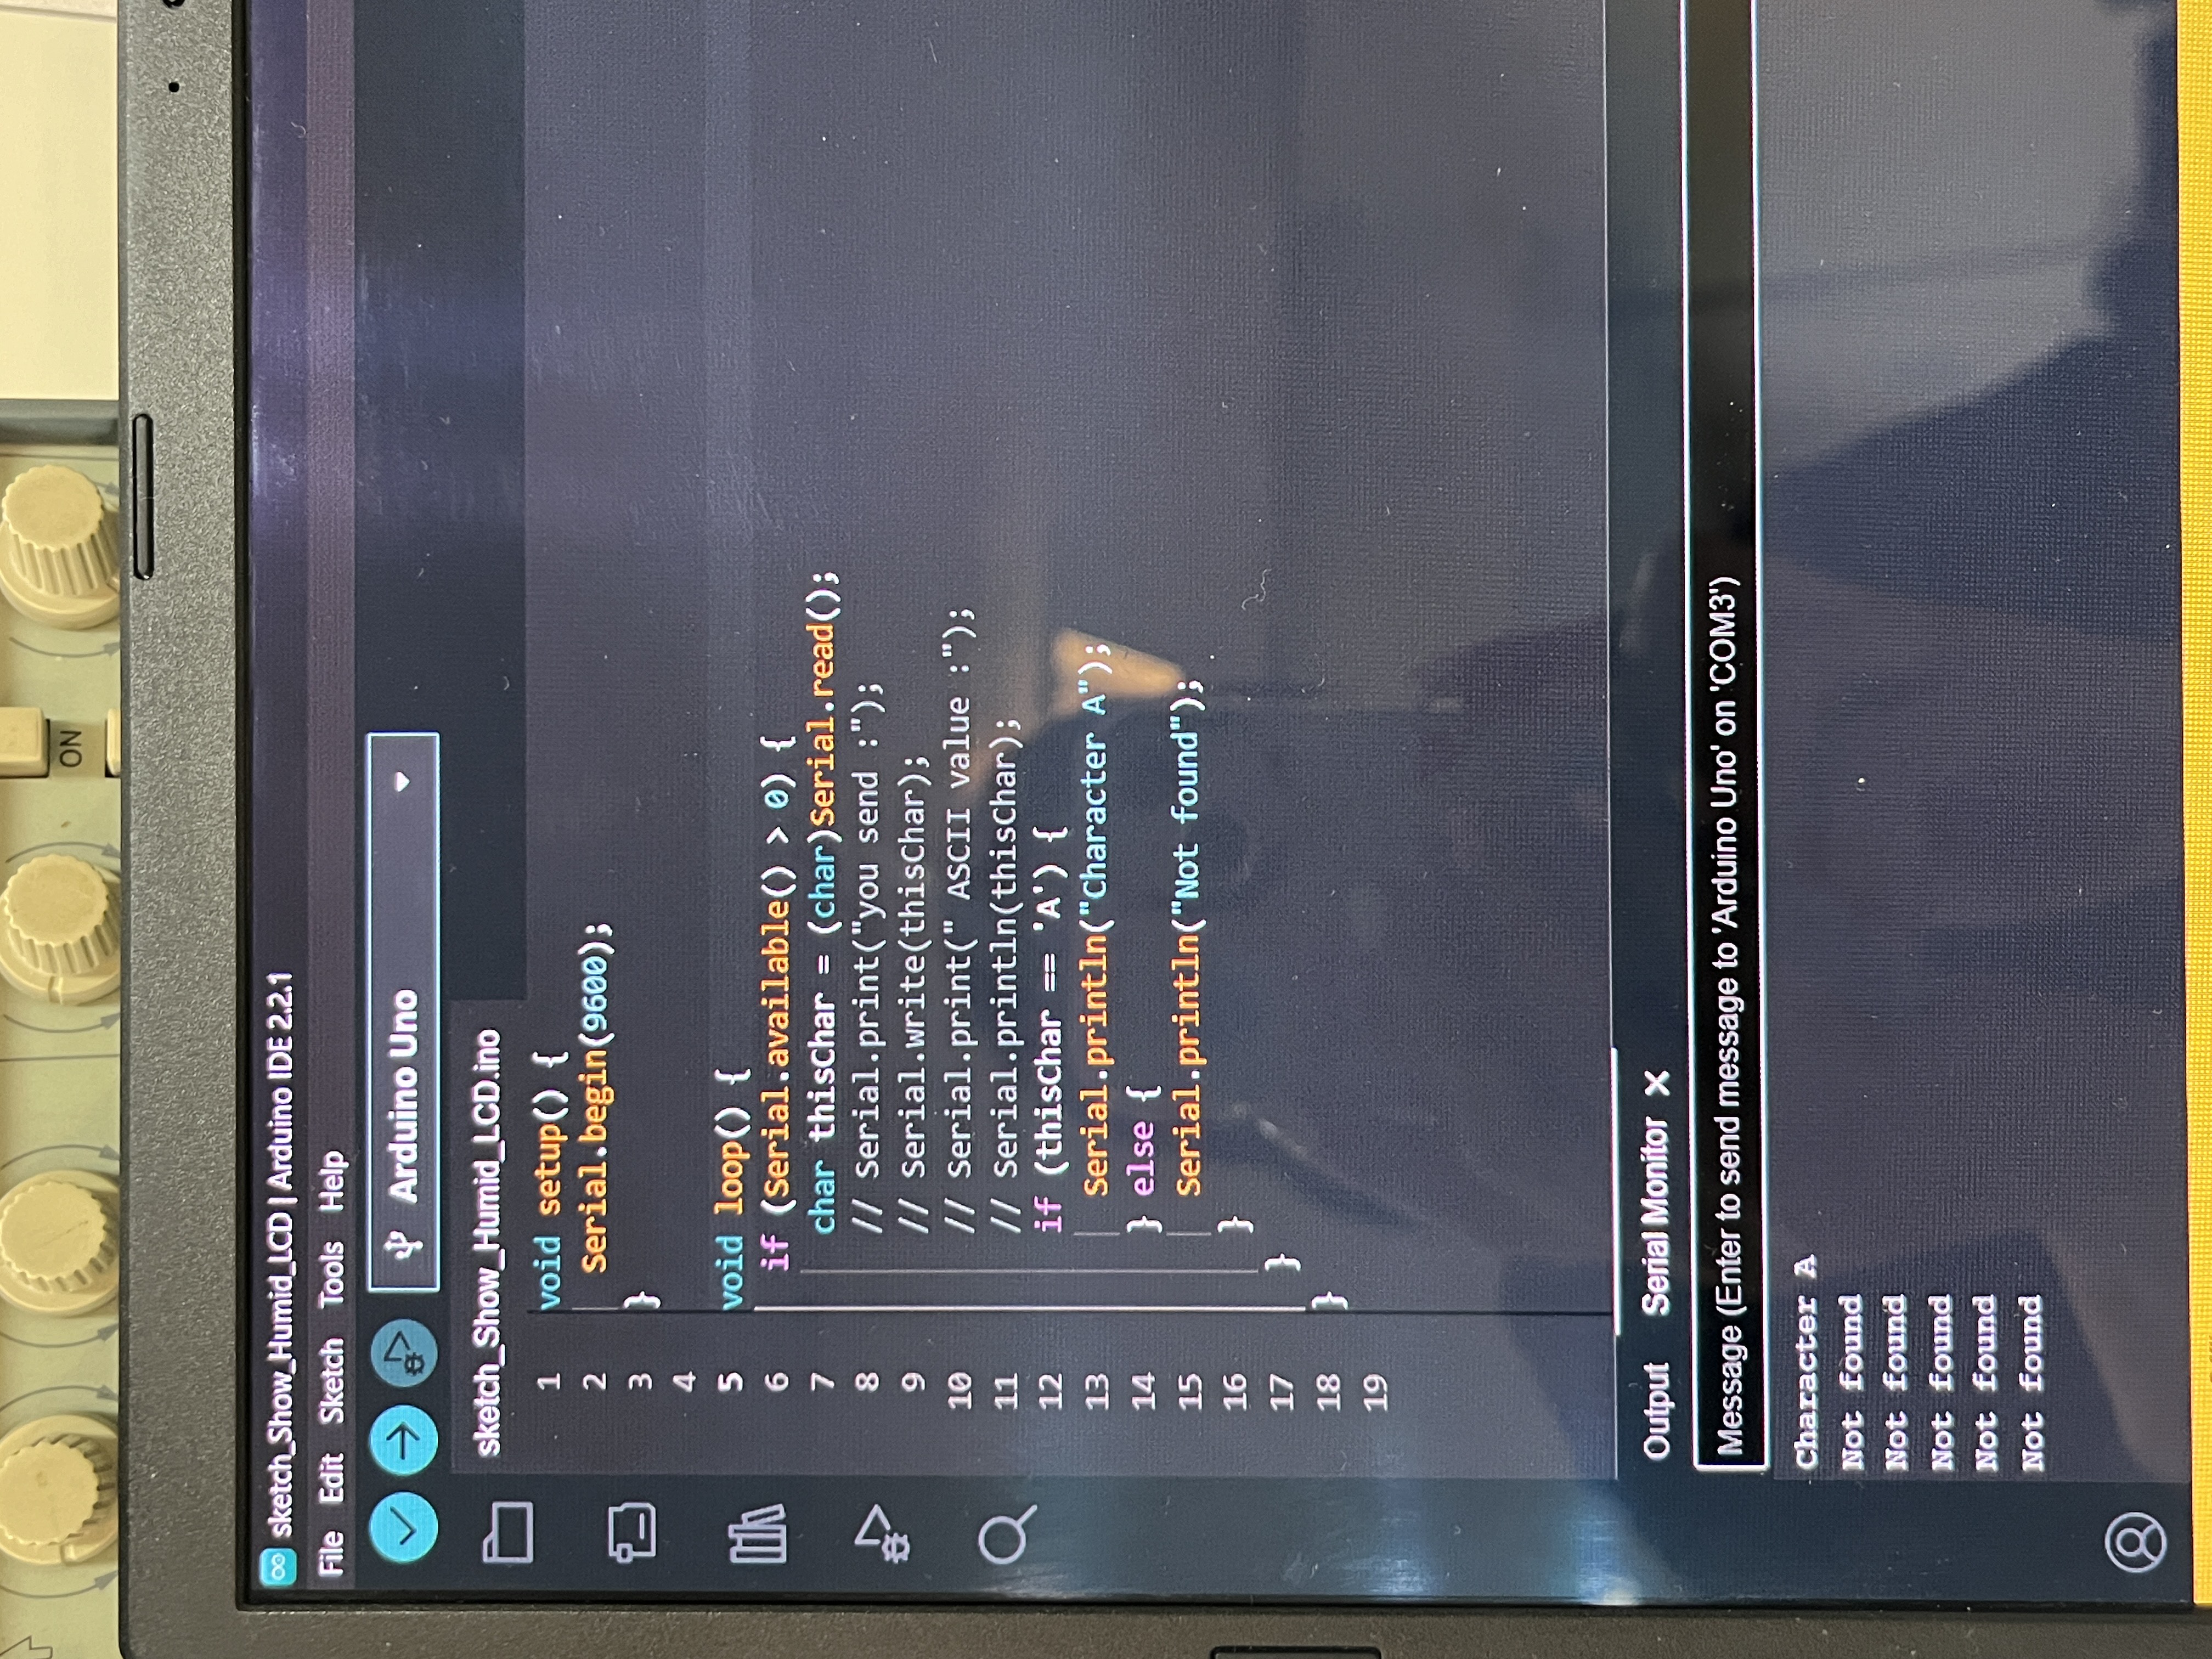 ON
sketch_Show_Humid_LCD | Arduino IDE 2.2.1
File Edit Sketch Tools Help
Arduino Uno
sketch_Show_Humid_LCD.ino
1 void setup() {
2 Serial.begin(9600);
3 }
4
5 void loop() {
6 if (Serial.available() > 0) {
7 char thisChar = (char)Serial.read();
8 // Serial.print("you send :");
9 // Serial.write(thisChar);
10 // Serial.print(" ASCII value :");
11 // Serial.println(thisChar);
12 if (thisChar == 'A') {
13 Serial.println("Character A");
14 } else {
15 Serial.println("Not found");
16 }
17 }
18 }
19
Output Serial Monitor
Message (Enter to send message to 'Arduino Uno' on 'COM3')
Character A
Not found
Not found
Not found
Not found
Not found